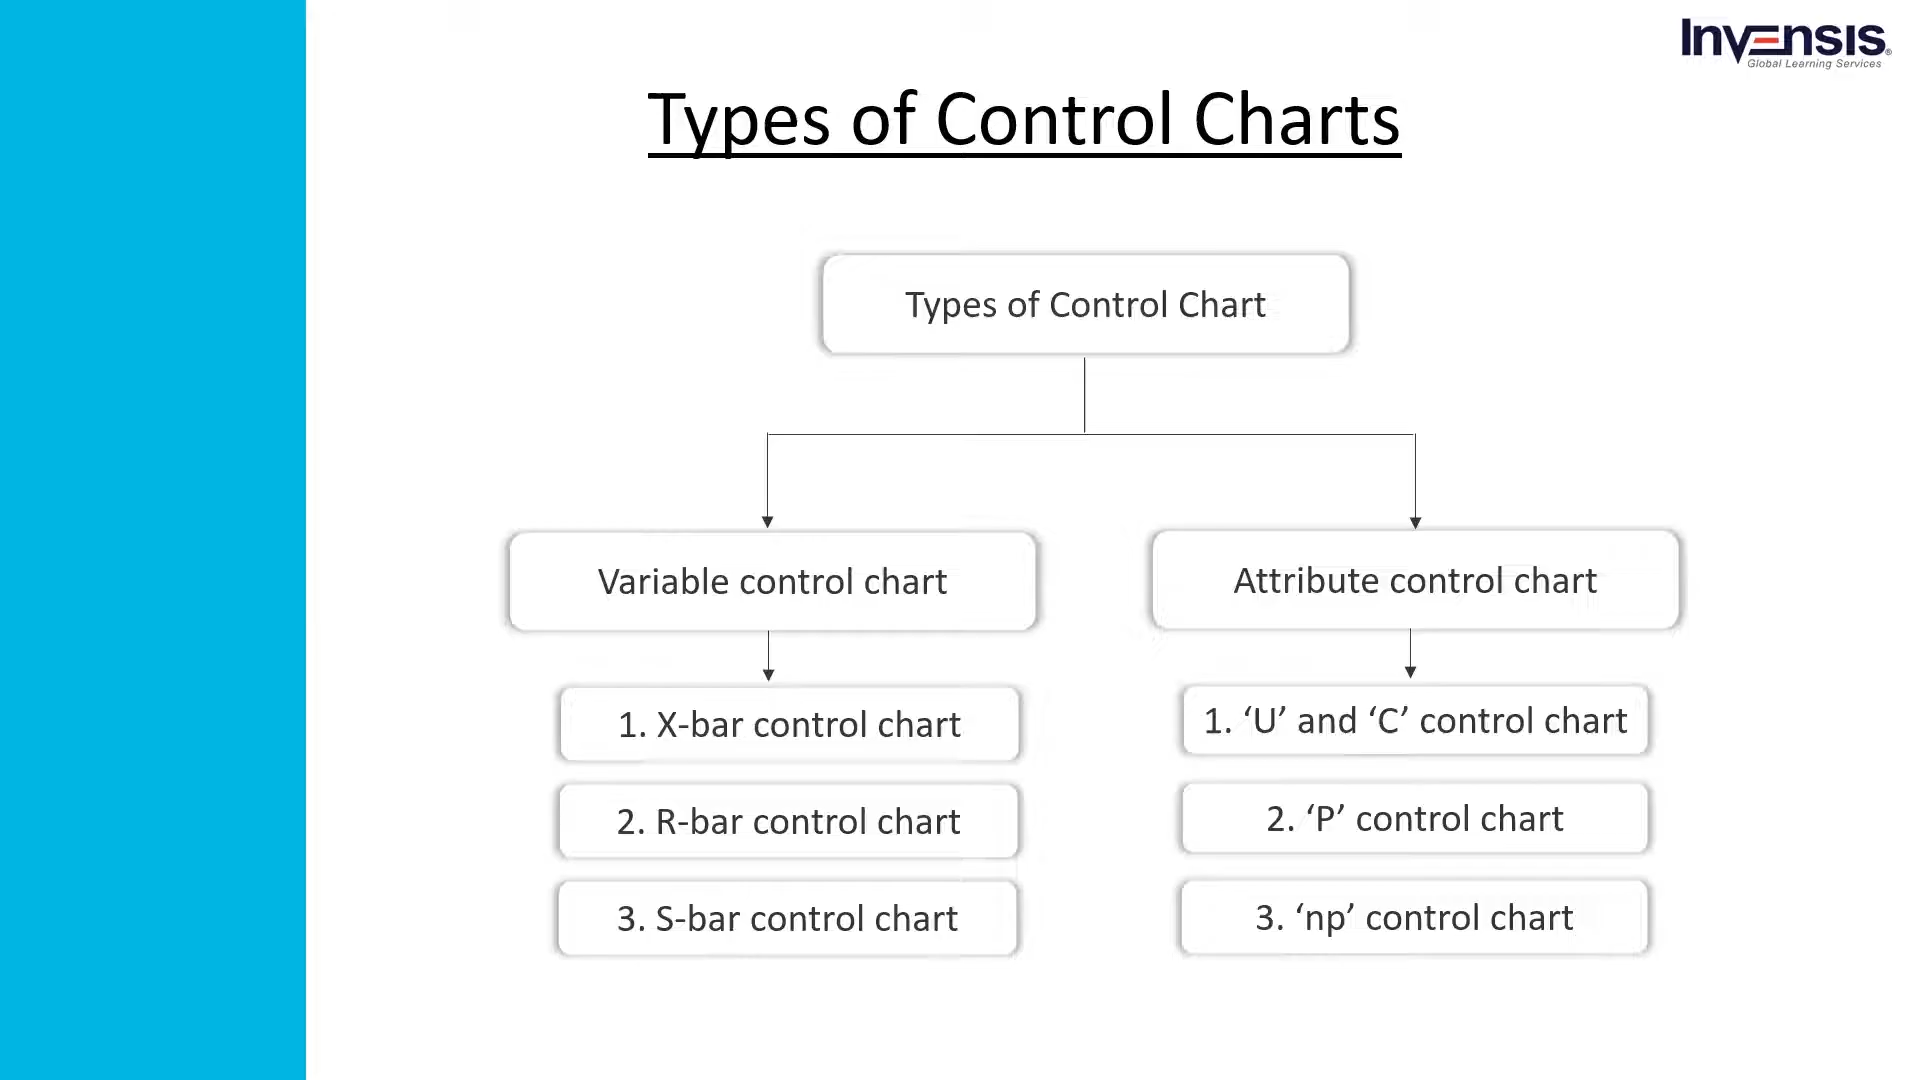 Invensis
Global Learning Services
Types of Control Charts
Types of Control Chart
Variable control chart
1. X-bar control chart
2. R-bar control chart
3. S-bar control chart
Attribute control chart
1. ‘U’ and ‘C’ control chart
2. ‘P’ control chart
3. ‘np’ control chart